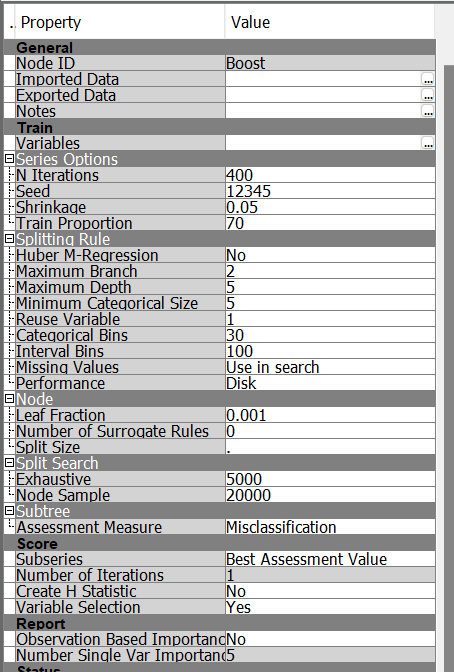 . Property Value
General
Node ID Boost
Imported Data ...
Exported Data ...
Notes ...
Train
Variables ...
Series Options
N Iterations 400
Seed 12345
Shrinkage 0.05
Train Proportion 70
Splitting Rule
Huber M-Regression No
Maximum Branch 2
Maximum Depth 5
Minimum Categorical Size 5
Reuse Variable 1
Categorical Bins 30
Interval Bins 100
Missing Values Use in search
Performance Disk
Node
Leaf Fraction 0.001
Number of Surrogate Rules 0
Split Size .
Split Search
Exhaustive 5000
Node Sample 20000
Subtree
Assessment Measure Misclassification
Score
Subseries Best Assessment Value
Number of Iterations 1
Create H Statistic No
Variable Selection Yes
Report
Observation Based Importanc No
Number Single Var Importanc 5
Status